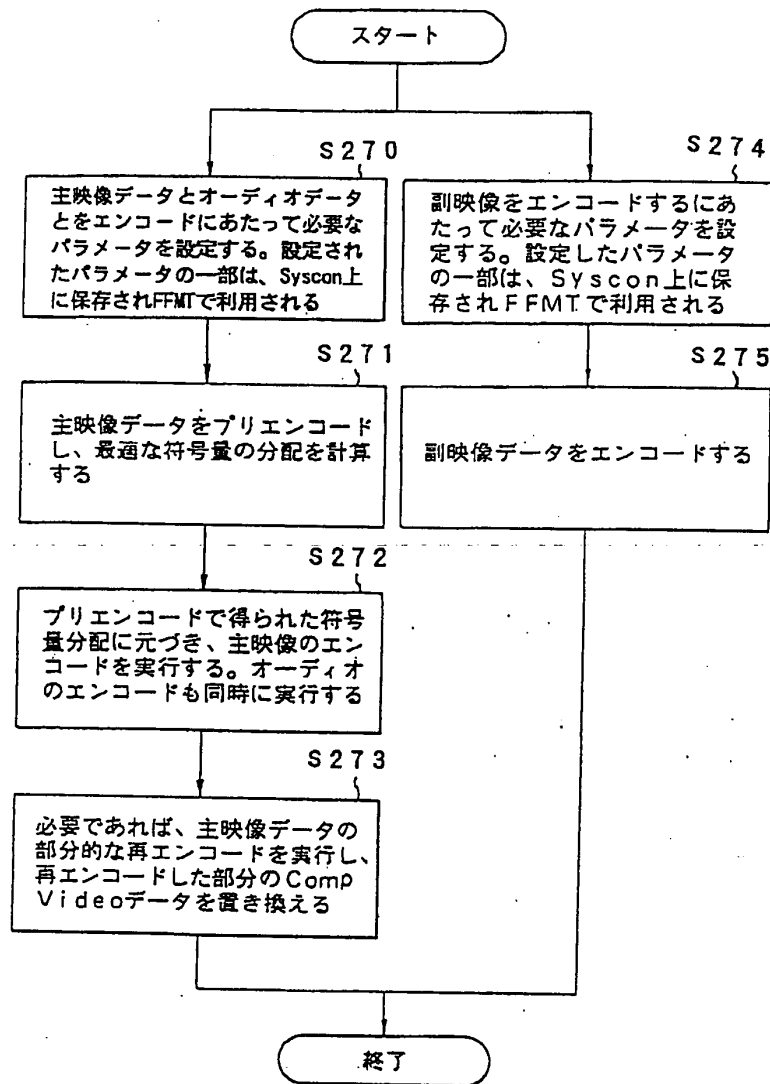 スタート
S270
主映像データとオーディオデータ
とをエンコードにあたって必要な
パラメータを設定する。設定され
たパラメータの一部は、Syscon上
に保存されFFMTで利用される
S274
副映像をエンコードするにあ
たって必要なパラメータを設
定する。設定したパラメータ
の一部は、Syscon上に保
存されFFMTで利用される
S271
主映像データをプリエンコード
し、最適な符号量の分配を計算
する
S275
副映像データをエンコードする
S272
プリエンコードで得られた符号
量分配に元づき、主映像のエン
コードを実行する。オーディオ
のエンコードも同時に実行する
S273
必要であれば、主映像データの
部分的な再エンコードを実行し、
再エンコードした部分のComp
Videoデータを置き換える
終了